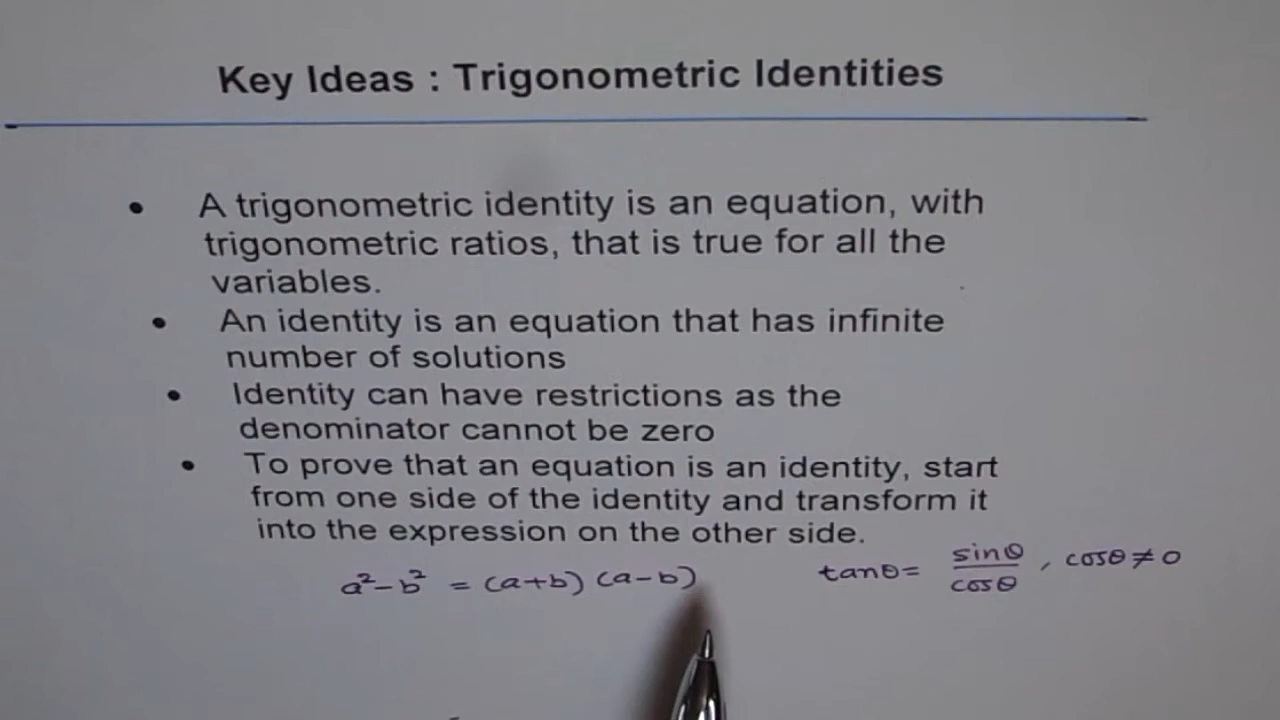 Key Ideas : Trigonometric Identities
• A trigonometric identity is an equation, with
trigonometric ratios, that is true for all the
variables.
• An identity is an equation that has infinite
number of solutions
• Identity can have restrictions as the
denominator cannot be zero
• To prove that an equation is an identity, start
from one side of the identity and transform it
into the expression on the other side.
a² - b² = (a+b) (a-b)
tanθ = sinθ / cosθ , cosθ ≠ 0